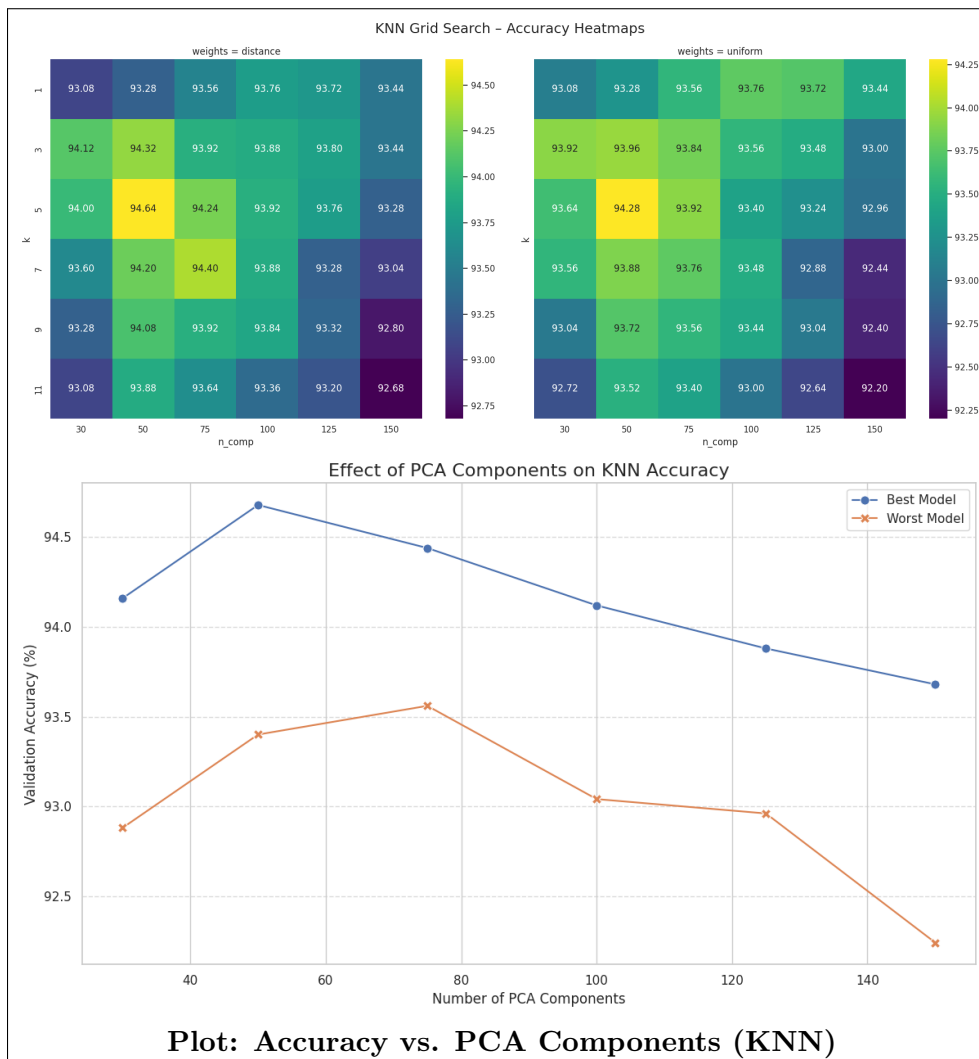 KNN Grid Search – Accuracy Heatmaps
weights = distance
1 93.08 93.28 93.56 93.76 93.72 93.44
3 94.12 94.32 93.92 93.88 93.80 93.44
5 94.00 94.64 94.24 93.92 93.76 93.28
7 93.60 94.20 94.40 93.88 93.28 93.04
9 93.28 94.08 93.92 93.84 93.32 92.80
11 93.08 93.88 93.64 93.36 93.20 92.68
k
30 50 75 100 125 150
n_comp
94.50
94.25
94.00
93.75
93.50
93.25
93.00
92.75
weights = uniform
93.08 93.28 93.56 93.76 93.72 93.44
93.92 93.96 93.84 93.56 93.48 93.00
93.64 94.28 93.92 93.40 93.24 92.96
93.56 93.88 93.76 93.48 92.88 92.44
93.04 93.72 93.56 93.44 93.04 92.40
92.72 93.52 93.40 93.00 92.64 92.20
k
30 50 75 100 125 150
n_comp
94.25
94.00
93.75
93.50
93.25
93.00
92.75
92.50
92.25
Effect of PCA Components on KNN Accuracy
Best Model
Worst Model
Validation Accuracy (%)
94.5
94.0
93.5
93.0
92.5
40 60 80 100 120 140
Number of PCA Components
Plot: Accuracy vs. PCA Components (KNN)